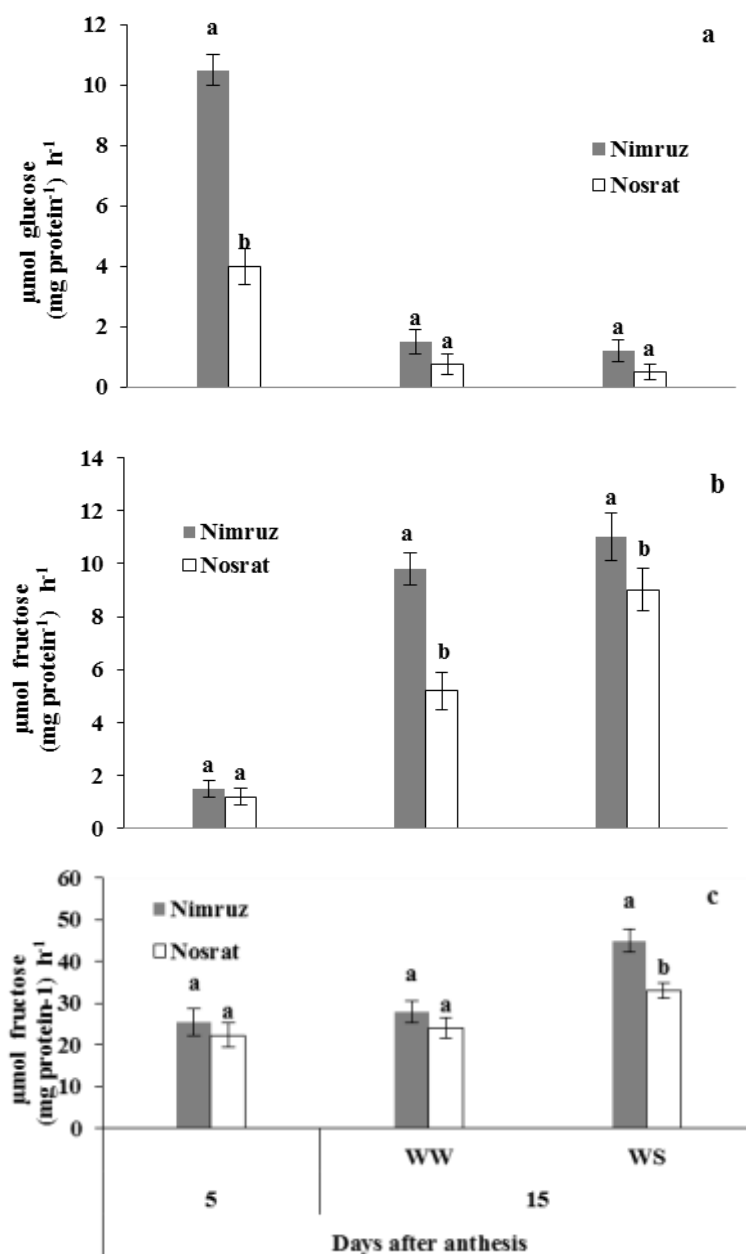 12
10
8
6
4
2
0
µmol glucose
(mg protein⁻¹) h⁻¹
a
Nimruz
Nosrat
a
b
a
a
a
a
14
12
10
8
6
4
2
0
µmol fructose
(mg protein⁻¹) h⁻¹
b
Nimruz
Nosrat
a
a
a
b
a
b
60
50
40
30
20
10
0
µmol fructose
(mg protein-1) h⁻¹
c
Nimruz
Nosrat
a
a
a
a
a
b
WW WS
5 15
Days after anthesis